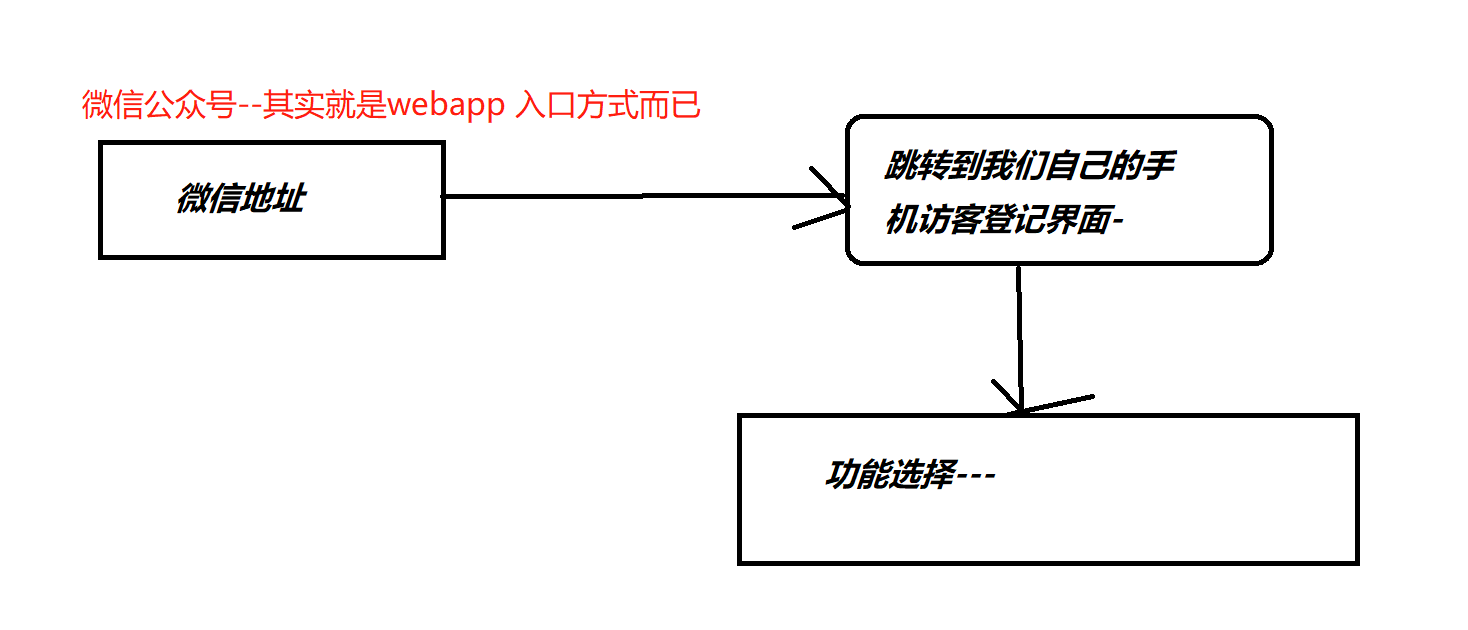 微信公众号--其实就是webapp 入口方式而已
微信地址
跳转到我们自己的手
机访客登记界面-
功能选择---